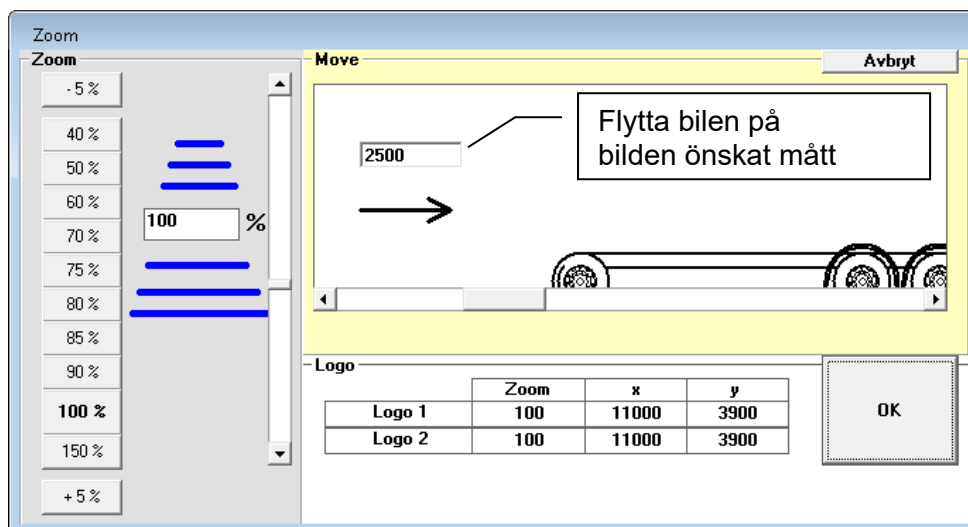 Zoom
Zoom
- 5 %
40 %
50 %
60 %
70 %
75 %
80 %
85 %
90 %
100 %
150 %
+ 5 %
100 %
Move
Avbryt
2500
Flytta bilen på
bilden önskat mått
Logo
Zoom x y
Logo 1 100 11000 3900
Logo 2 100 11000 3900
OK